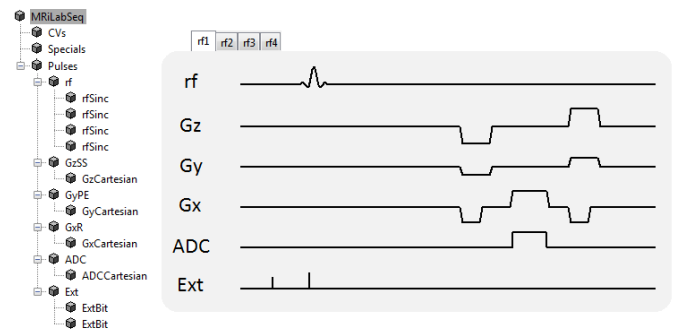 MRiLabSeq
CVs
Specials
Pulses
rf
rfSinc
rfSinc
rfSinc
rfSinc
GzSS
GzCartesian
GyPE
GyCartesian
GxR
GxCartesian
ADC
ADCCartesian
Ext
ExtBit
ExtBit
rf1 rf2 rf3 rf4
rf
Gz
Gy
Gx
ADC
Ext